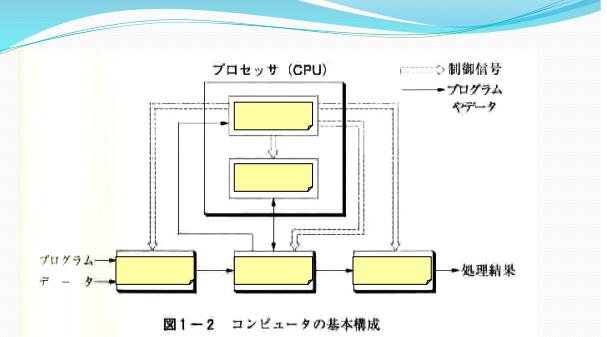 プロセッサ (CPU)
制御信号
プログラム
やデータ
プログラム
データ
処理結果
図1-2 コンピュータの基本構成